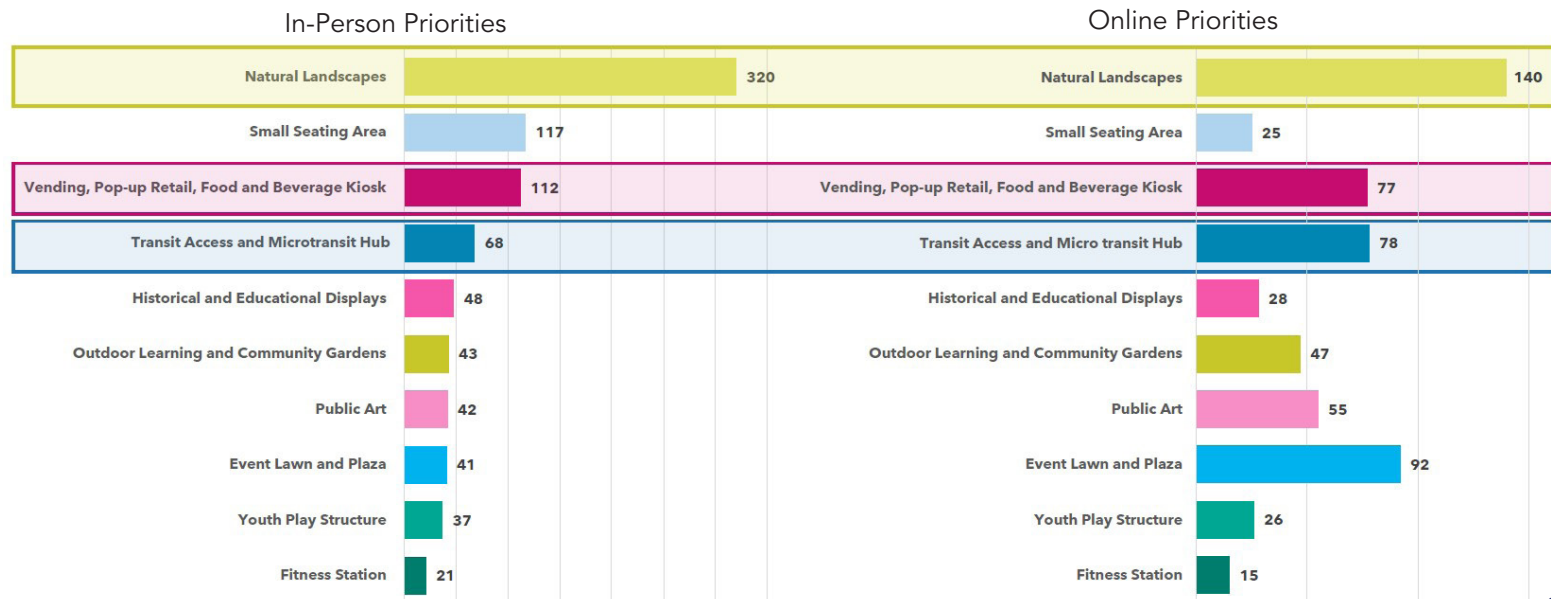 In-Person Priorities
Natural Landscapes 320
Small Seating Area 117
Vending, Pop-up Retail, Food and Beverage Kiosk 112
Transit Access and Microtransit Hub 68
Historical and Educational Displays 48
Outdoor Learning and Community Gardens 43
Public Art 42
Event Lawn and Plaza 41
Youth Play Structure 37
Fitness Station 21
Online Priorities
Natural Landscapes 140
Small Seating Area 25
Vending, Pop-up Retail, Food and Beverage Kiosk 77
Transit Access and Micro transit Hub 78
Historical and Educational Displays 28
Outdoor Learning and Community Gardens 47
Public Art 55
Event Lawn and Plaza 92
Youth Play Structure 26
Fitness Station 15